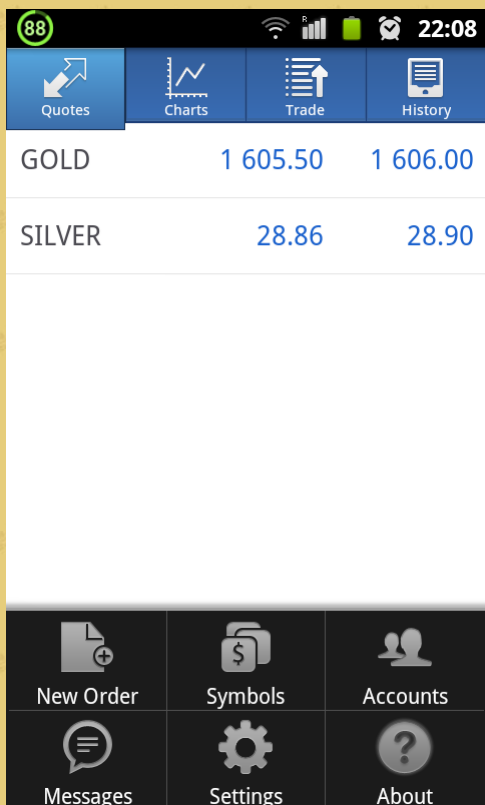 88 R 22:08
Quotes Charts Trade History
GOLD 1 605.50 1 606.00
SILVER 28.86 28.90
$
New Order Symbols Accounts
?
Messages Settings About